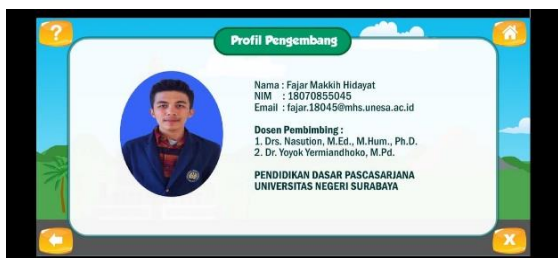 ?
Profil Pengembang
Nama : Fajar Makkih Hidayat
NIM : 18070855045
Email : fajar.18045@mhs.unesa.ac.id
Dosen Pembimbing :
1. Drs. Nasution, M.Ed., M.Hum., Ph.D.
2. Dr. Yoyok Yermiandhoko, M.Pd.
PENDIDIKAN DASAR PASCASARJANA
UNIVERSITAS NEGERI SURABAYA
X